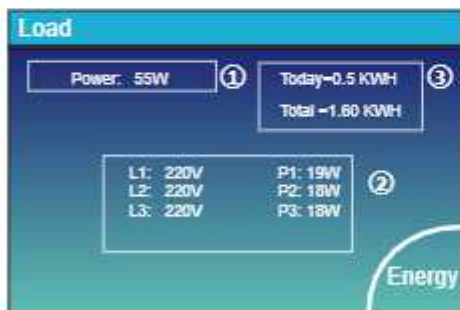 Load
Power: 55W ①
Today=0.5 KWH ③
Total =1.60 KWH
L1: 220V P1: 19W
L2: 220V P2: 18W ②
L3: 220V P3: 18W
Energy